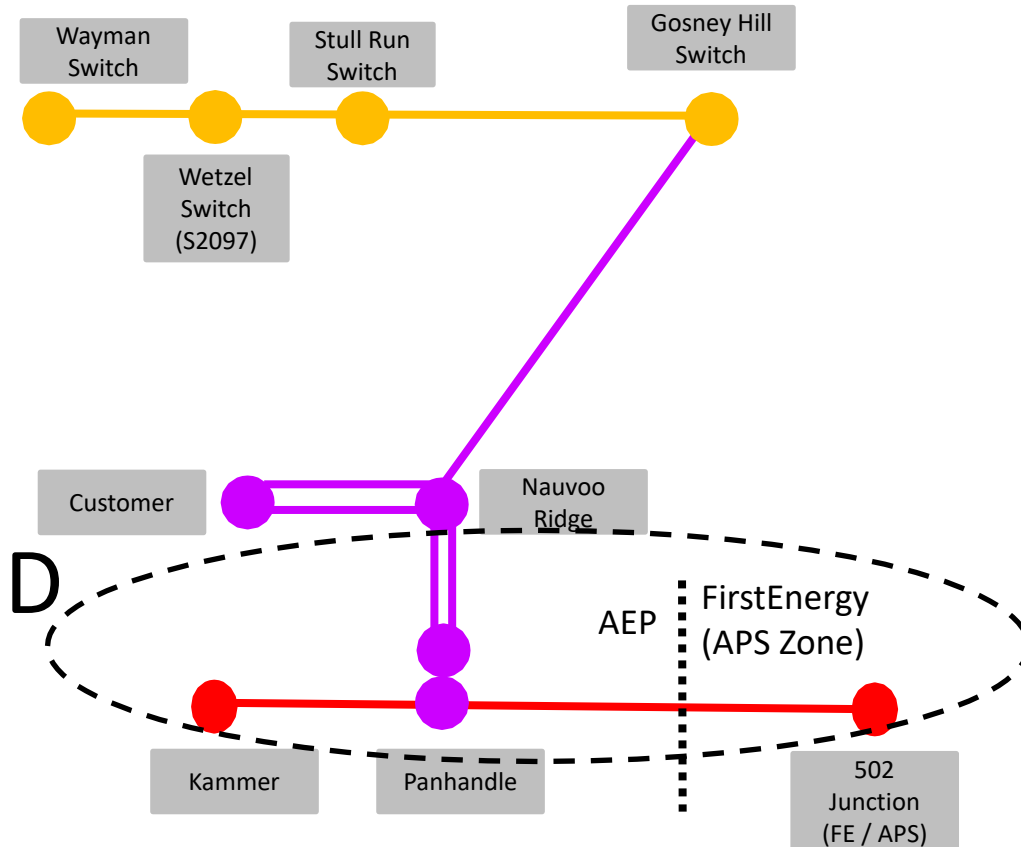 Wayman
Switch
Stull Run
Switch
Gosney Hill
Switch
Wetzel
Switch
(S2097)
Customer
Nauvoo
Ridge
D
AEP
FirstEnergy
(APS Zone)
Kammer
Panhandle
502
Junction
(FE / APS)